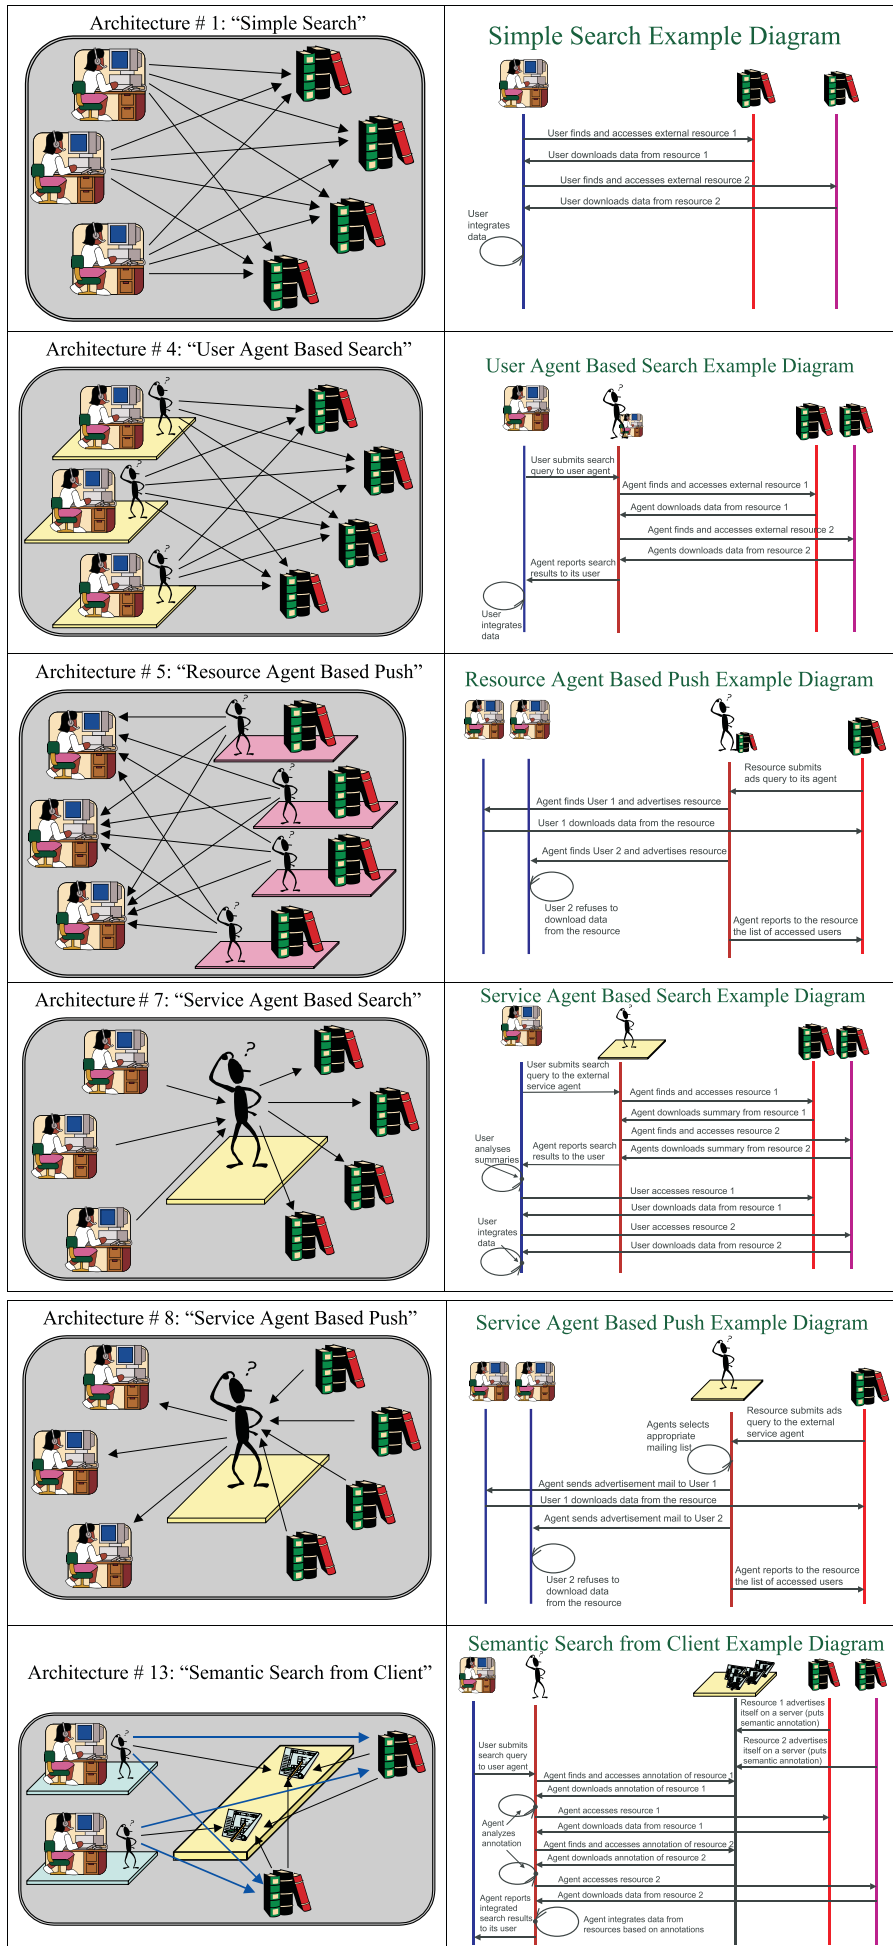 Architecture # 1: “Simple Search”
Simple Search Example Diagram
User finds and accesses external resource 1
User downloads data from resource 1
User finds and accesses external resource 2
User downloads data from resource 2
User
integrates
data
Architecture # 4: “User Agent Based Search”
?
?
?
User Agent Based Search Example Diagram
?
User submits search
query to user agent
Agent finds and accesses external resource 1
Agent downloads data from resource 1
Agent finds and accesses external resource 2
Agents downloads data from resource 2
Agent reports search
results to its user
User
integrates
data
Architecture # 5: “Resource Agent Based Push”
?
?
?
?
Resource Agent Based Push Example Diagram
?
Resource submits
ads query to its agent
Agent finds User 1 and advertises resource
User 1 downloads data from the resource
Agent finds User 2 and advertises resource
User 2 refuses to
download data
from the resource
Agent reports to the resource
the list of accessed users
Architecture # 7: “Service Agent Based Search”
?
Service Agent Based Search Example Diagram
?
User submits search
query to the external
service agent
Agent finds and accesses resource 1
Agent downloads summary from resource 1
Agent finds and accesses resource 2
Agents downloads summary from resource 2
User
analyses
summaries
Agent reports search
results to the user
User accesses resource 1
User downloads data from resource 1
User accesses resource 2
User downloads data from resource 2
User
integrates
data
Architecture # 8: “Service Agent Based Push”
?
Service Agent Based Push Example Diagram
?
Resource submits ads
query to the external
service agent
Agents selects
appropriate
mailing list
Agent sends advertisement mail to User 1
User 1 downloads data from the resource
Agent sends advertisement mail to User 2
User 2 refuses to
download data
from the resource
Agent reports to the resource
the list of accessed users
Architecture # 13: “Semantic Search from Client”
?
?
Semantic Search from Client Example Diagram
?
Resource 1 advertises
itself on a server (puts
semantic annotation)
Resource 2 advertises
itself on a server (puts
semantic annotation)
User submits
search query
to user agent
Agent finds and accesses annotation of resource 1
Agent downloads annotation of resource 1
Agent accesses resource 1
Agent downloads data from resource 1
Agent
analyzes
annotation
Agent finds and accesses annotation of resource 2
Agent downloads annotation of resource 2
Agent accesses resource 2
Agent downloads data from resource 2
Agent reports
integrated
search results
to its user
Agent integrates data from
resources based on annotations